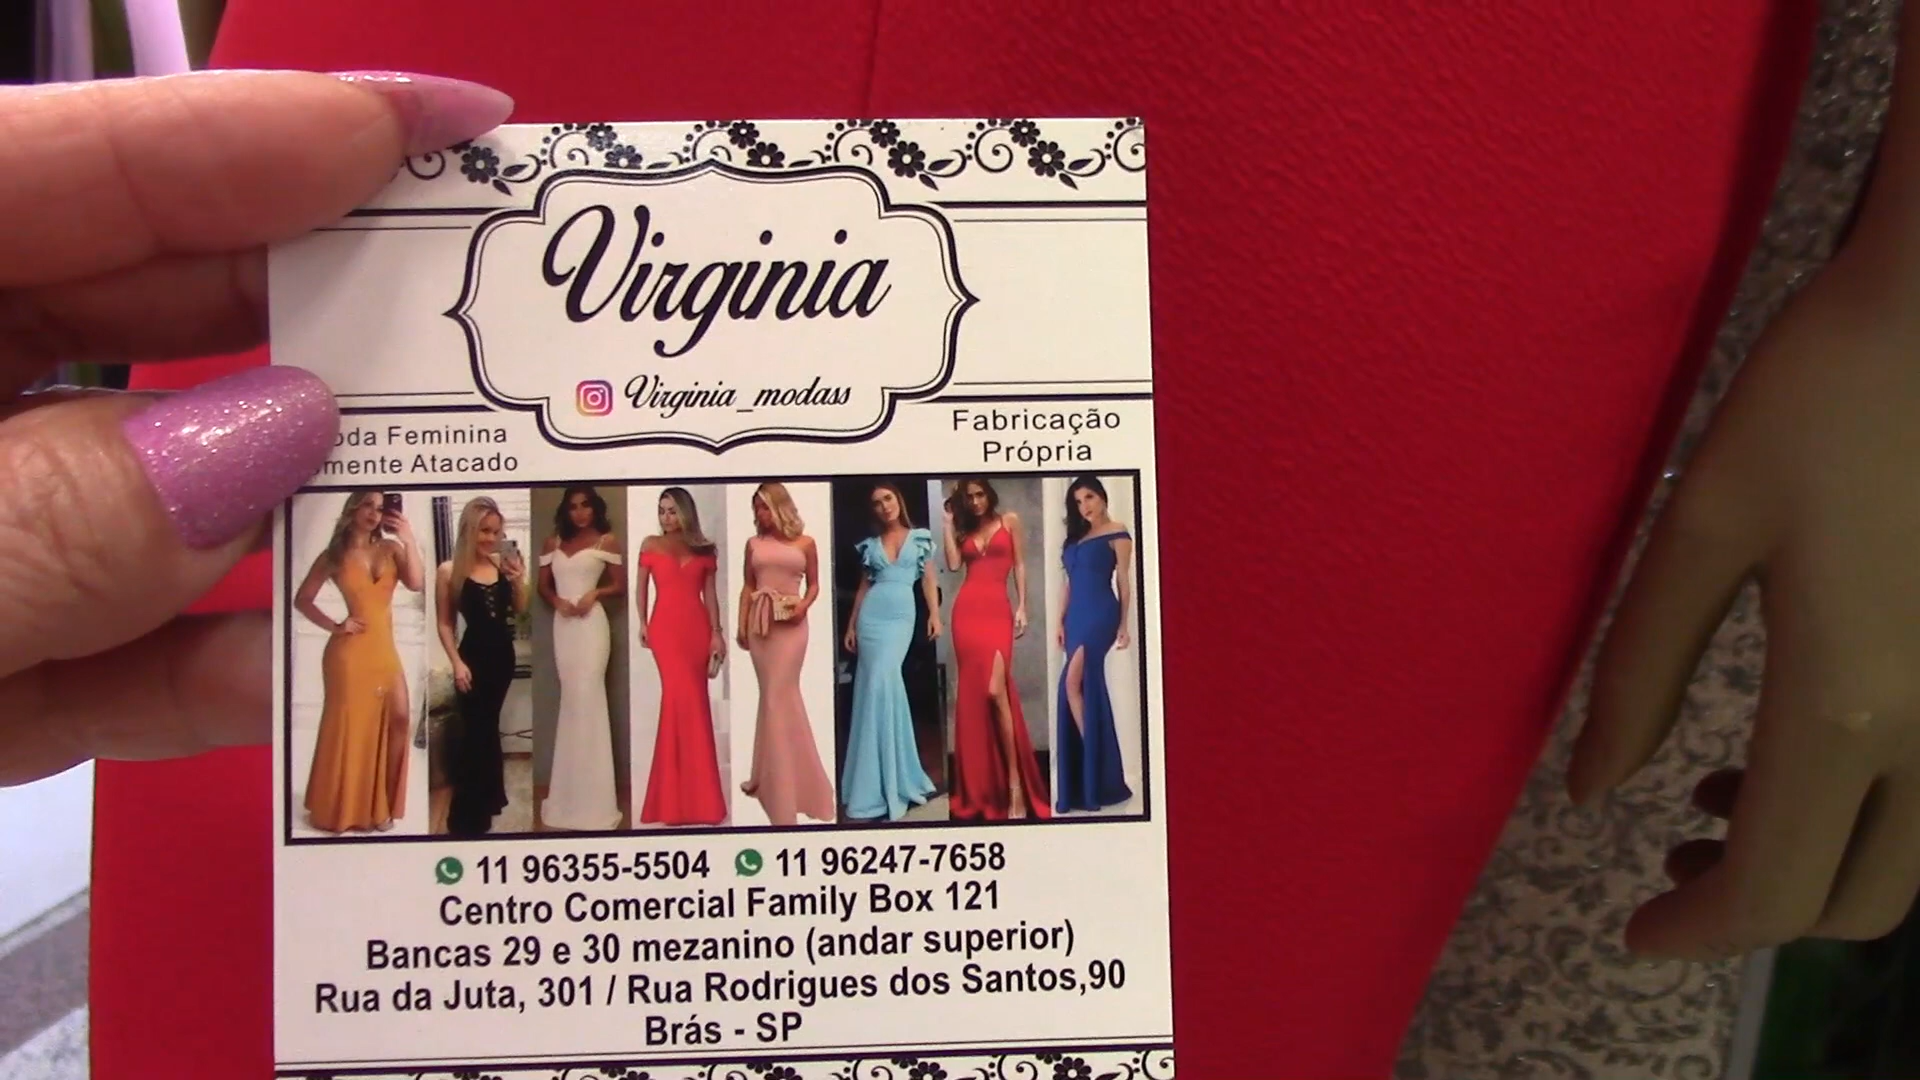 Virginia
Virginia_modass
oda Feminina
mente Atacado
Fabricação
Própria
11 96355-5504 11 96247-7658
Centro Comercial Family Box 121
Bancas 29 e 30 mezanino (andar superior)
Rua da Juta, 301 / Rua Rodrigues dos Santos,90
Brás - SP